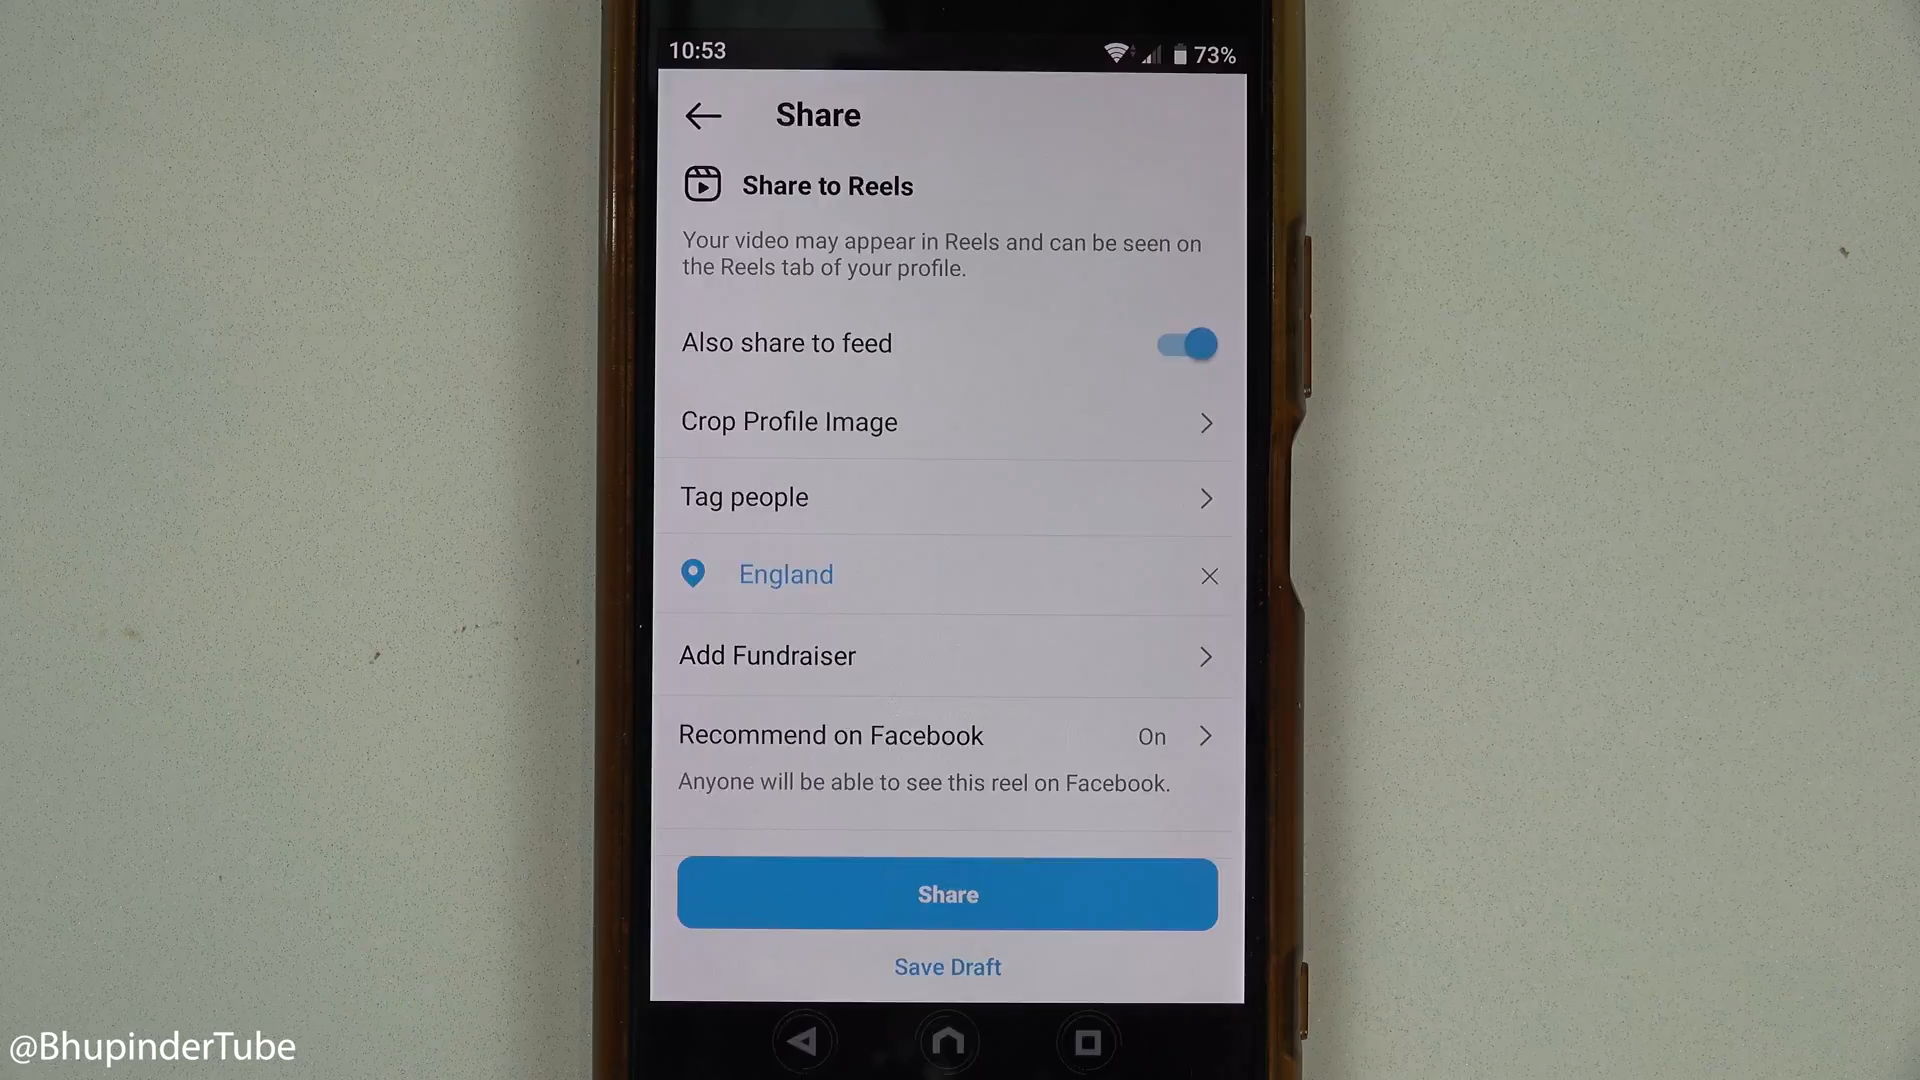 10:53
73%
Share
Share to Reels
Your video may appear in Reels and can be seen on
the Reels tab of your profile.
Also share to feed
Crop Profile Image
Tag people
England
Add Fundraiser
Recommend on Facebook On
Anyone will be able to see this reel on Facebook.
Share
Save Draft
@BhupinderTube